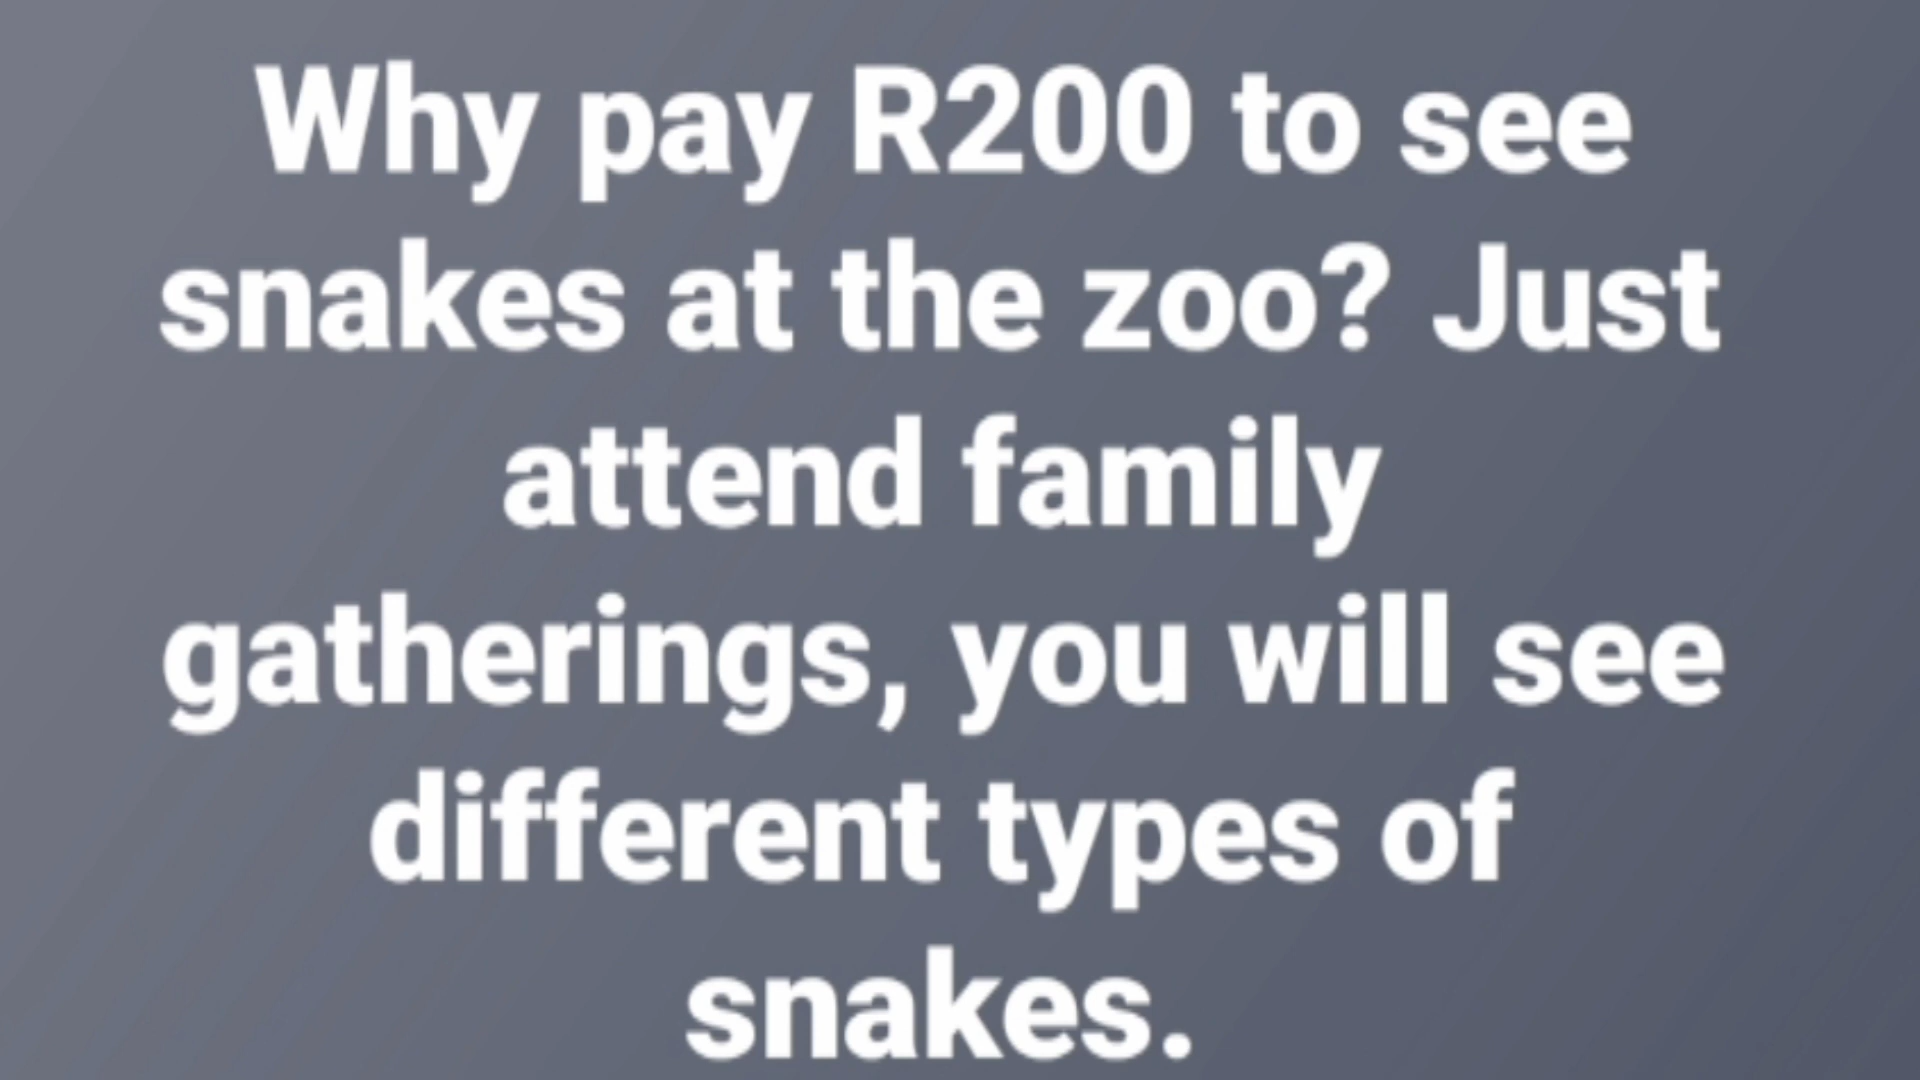 Why pay R200 to see
snakes at the zoo? Just
attend family
gatherings, you will see
different types of
snakes.